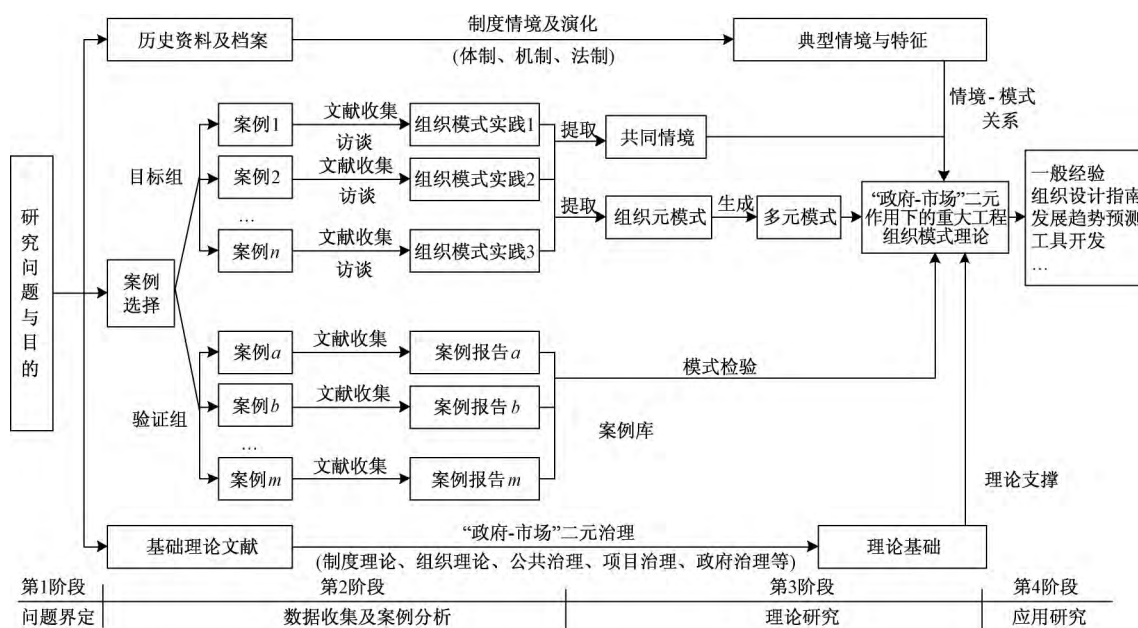 历史资料及档案
制度情境及演化
(体制、机制、法制)
典型情境与特征
情境-模式
关系
案例1
文献收集
访谈
组织模式实践1
提取
共同情境
目标组
案例2
文献收集
访谈
组织模式实践2
…
案例n
文献收集
访谈
组织模式实践3
提取
组织元模式
生成
多元模式
“政府-市场”二元
作用下的重大工程
组织模式理论
一般经验
组织设计指南
发展趋势预测
工具开发
…
研究问题与目的
案例
选择
案例a
文献收集
案例报告a
模式检验
验证组
案例b
文献收集
案例报告b
案例库
…
案例m
文献收集
案例报告m
理论支撑
基础理论文献
“政府-市场”二元治理
(制度理论、组织理论、公共治理、项目治理、政府治理等)
理论基础
第1阶段
第2阶段
第3阶段
第4阶段
问题界定
数据收集及案例分析
理论研究
应用研究